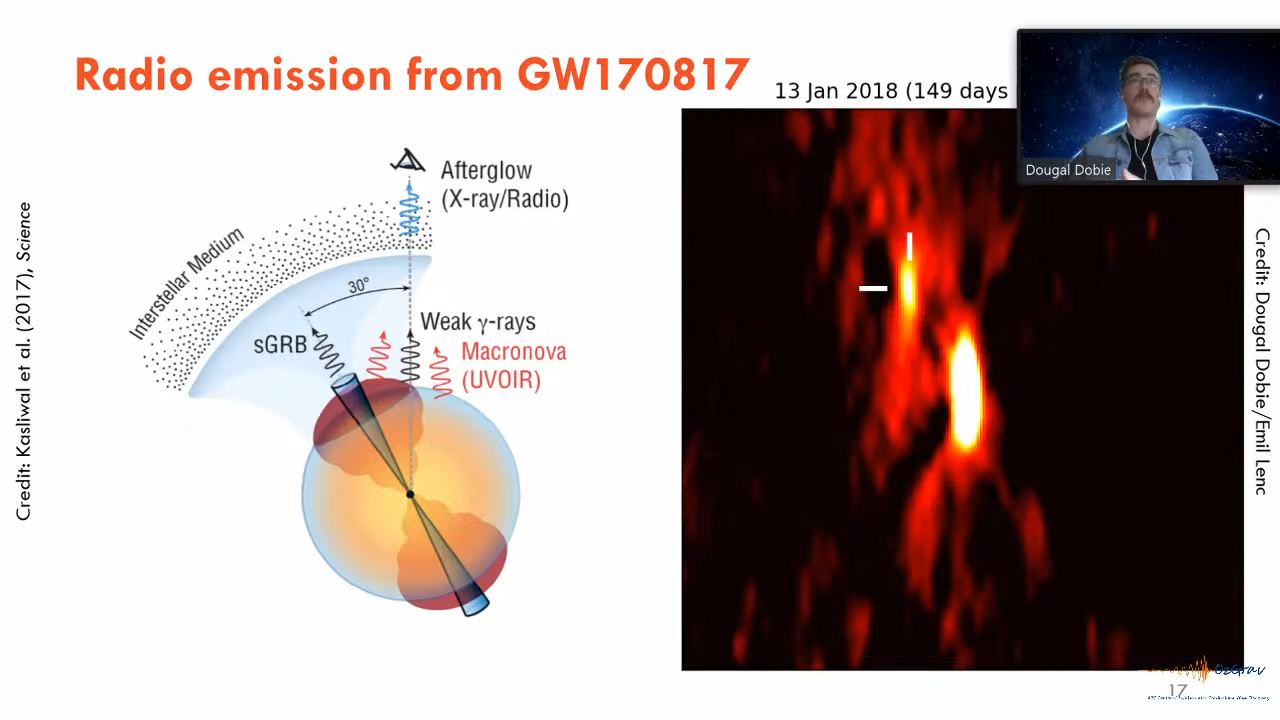 Radio emission from GW170817
13 Jan 2018 (149 days
Dougal Dobie
Afterglow
(X-ray/Radio)
Interstellar Medium
30°
sGRB
Weak γ-rays
Macronova
(UVOIR)
Credit: Kasliwal et al. (2017), Science
Credit: Dougal Dobie/Emil Lenc
OzGrav
17